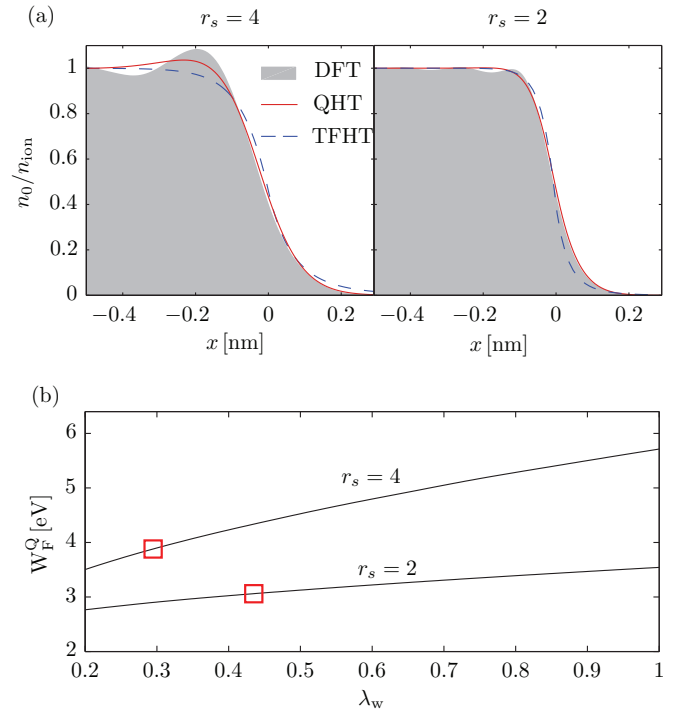 (a)
r_s = 4
r_s = 2
DFT
QHT
TFHT
n_0/n_ion
1
0.8
0.6
0.4
0.2
0
−0.4 −0.2 0 0.2
−0.4 −0.2 0 0.2
x [nm]
x [nm]
(b)
W_F^Q [eV]
6
5
4
3
2
r_s = 4
r_s = 2
0.2 0.3 0.4 0.5 0.6 0.7 0.8 0.9 1
λ_w